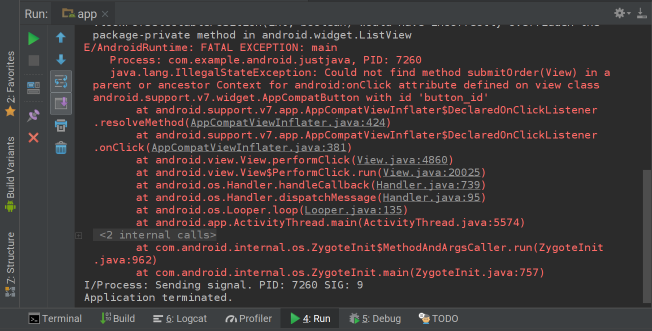 Run:
app
package-private method in android.widget.ListView
E/AndroidRuntime: FATAL EXCEPTION: main
Process: com.example.android.justjava, PID: 7260
java.lang.IllegalStateException: Could not find method submitOrder(View) in a
parent or ancestor Context for android:onClick attribute defined on view class
android.support.v7.widget.AppCompatButton with id 'button_id'
at android.support.v7.app.AppCompatViewInflater$DeclaredOnClickListener
.resolveMethod(AppCompatViewInflater.java:424)
at android.support.v7.app.AppCompatViewInflater$DeclaredOnClickListener
.onClick(AppCompatViewInflater.java:381)
at android.view.View.performClick(View.java:4860)
at android.view.View$PerformClick.run(View.java:20025)
at android.os.Handler.handleCallback(Handler.java:739)
at android.os.Handler.dispatchMessage(Handler.java:95)
at android.os.Looper.loop(Looper.java:135)
at android.app.ActivityThread.main(ActivityThread.java:5574)
<2 internal calls>
at com.android.internal.os.ZygoteInit$MethodAndArgsCaller.run(ZygoteInit
.java:962)
at com.android.internal.os.ZygoteInit.main(ZygoteInit.java:757)
I/Process: Sending signal. PID: 7260 SIG: 9
Application terminated.
2: Favorites
Build Variants
7: Structure
Terminal
Build
6: Logcat
Profiler
4: Run
5: Debug
TODO